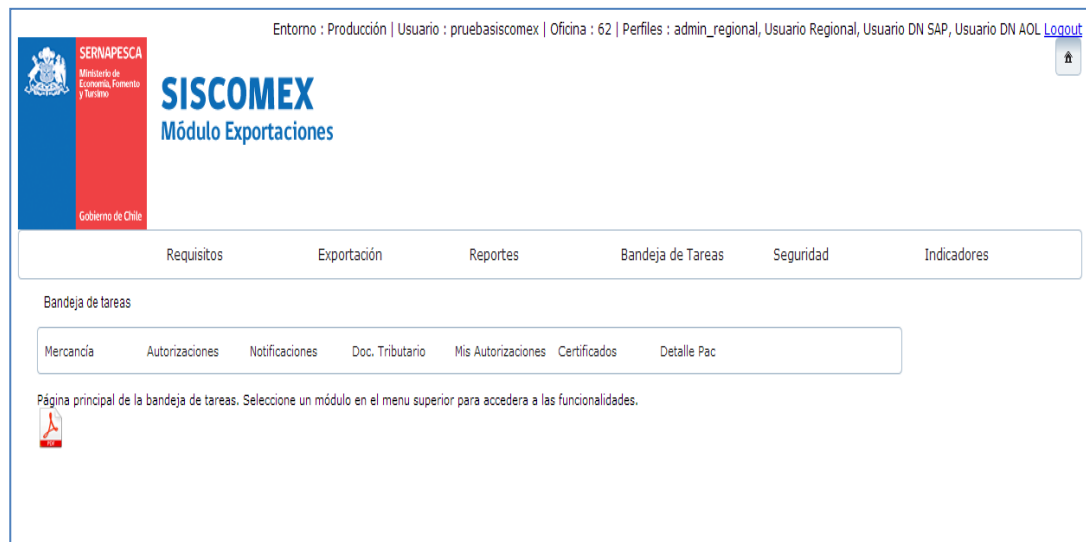 Entorno : Producción | Usuario : pruebasiscomex | Oficina : 62 | Perfiles : admin_regional, Usuario Regional, Usuario DN SAP, Usuario DN AOL Logout
SERNAPESCA
Ministerio de
Economía, Fomento
y Tursimo
Gobierno de Chile
SISCOMEX
Módulo Exportaciones
Requisitos Exportación Reportes Bandeja de Tareas Seguridad Indicadores
Bandeja de tareas
Mercancía Autorizaciones Notificaciones Doc. Tributario Mis Autorizaciones Certificados Detalle Pac
Página principal de la bandeja de tareas. Seleccione un módulo en el menu superior para accedera a las funcionalidades.
PDF